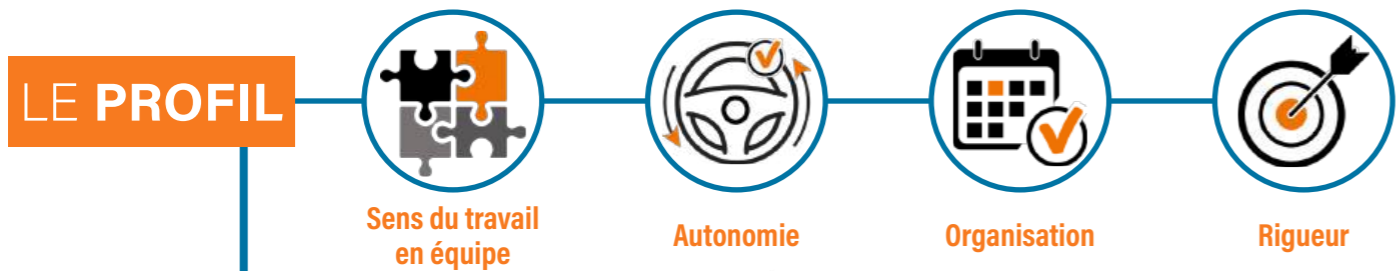 LE PROFIL
Sens du travail
en équipe
Autonomie
Organisation
Rigueur